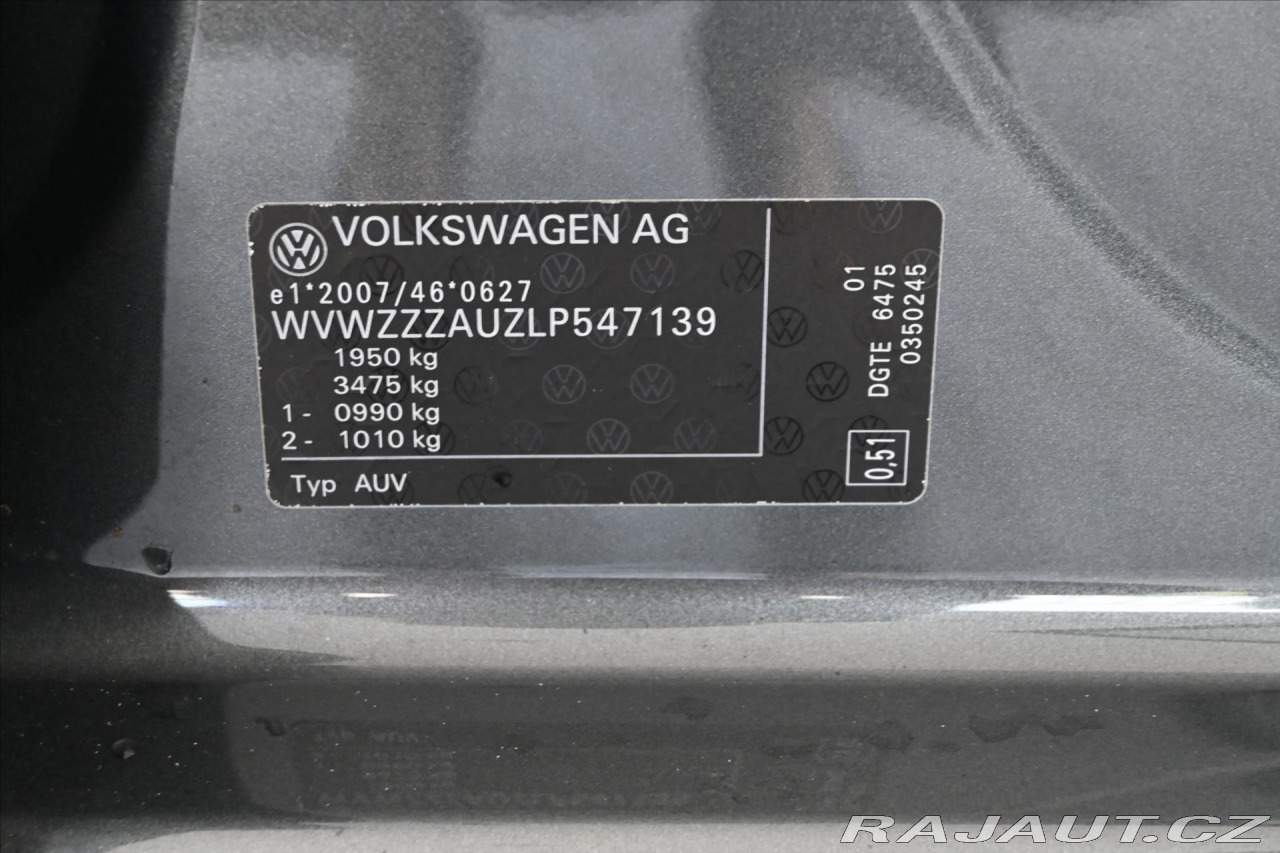 VOLKSWAGEN AG
e1*2007/46*0627
WVWZZZAUZLP547139
1950 kg
3475 kg
1- 0990 kg
2- 1010 kg
Typ AUV
01
DGTE 6475
0350245
0,51
RAJAUT.CZ